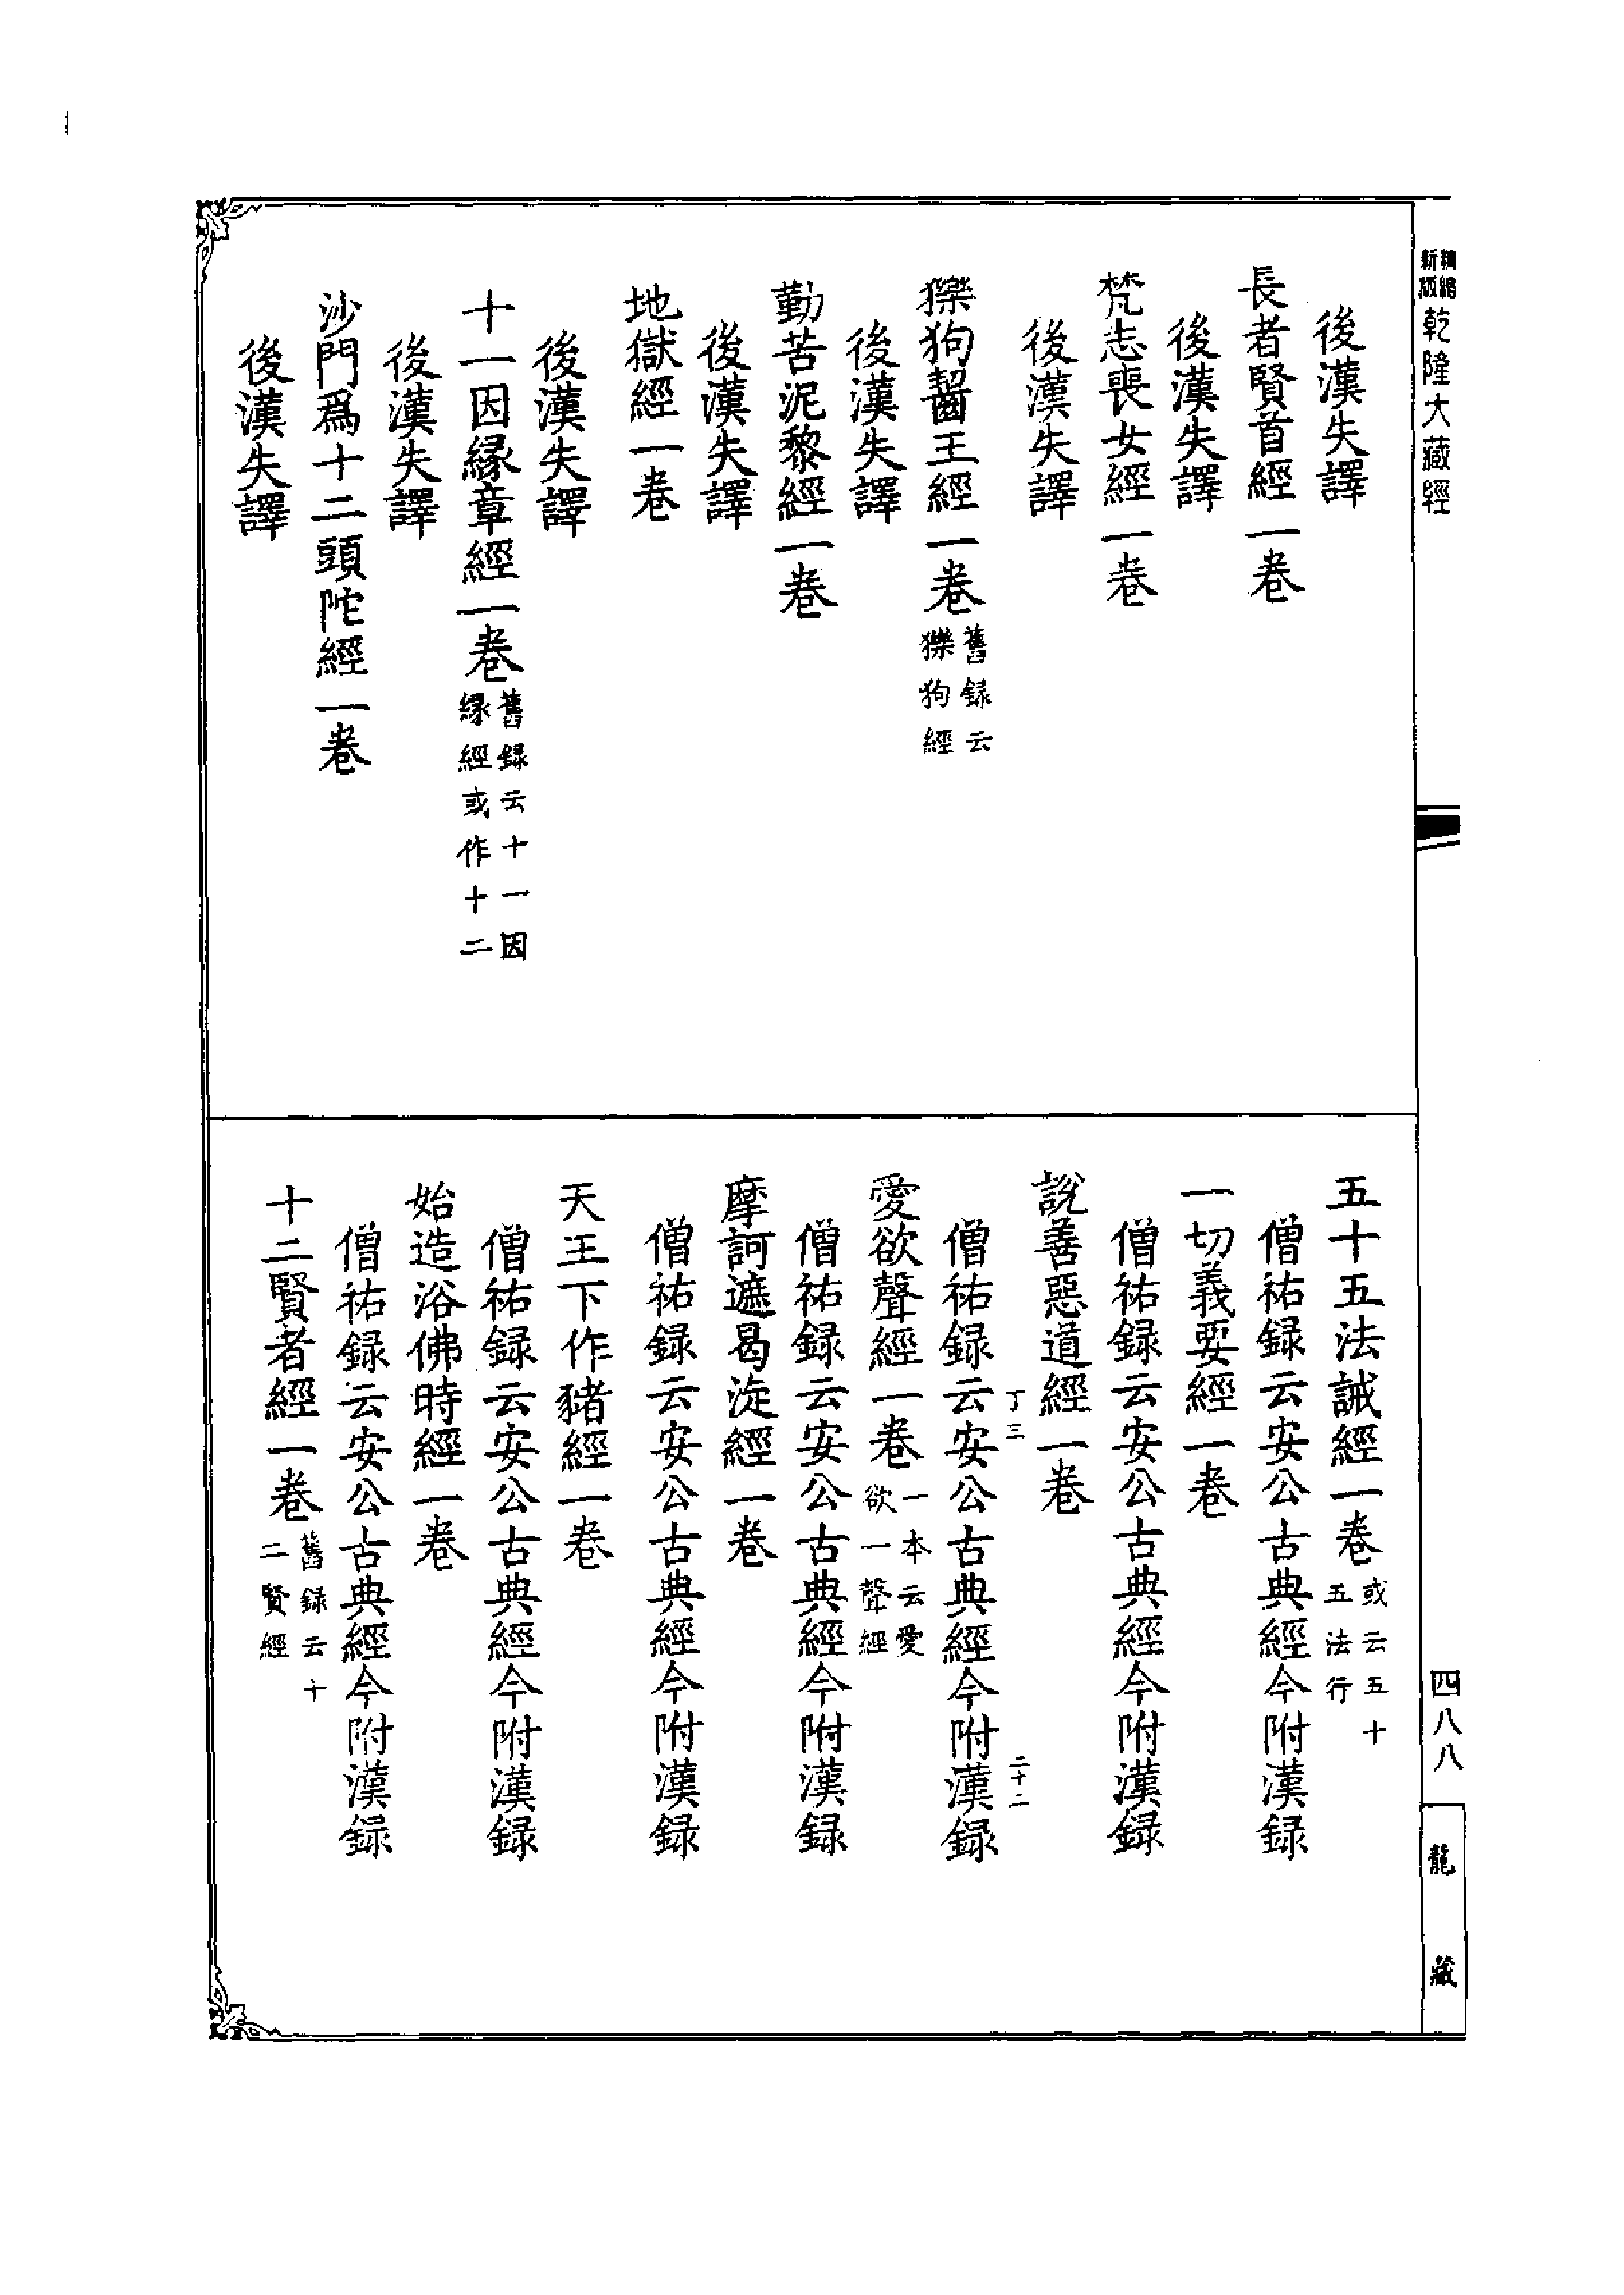 精縮新版乾隆大藏經
後漢失譯
長者賢首經一卷
後漢失譯
梵志喪女經一卷
後漢失譯
㹱狗齧王經一卷舊録云㹱狗經
後漢失譯
勤苦泥黎經一卷
後漢失譯
地獄經一卷
後漢失譯
十一因縁章經一卷舊録云十一因縁經或作十二
後漢失譯
沙門爲十二頭陀經一卷
後漢失譯
五十五法誡經一卷或云五十五法行
僧祐録云安公古典經今附漢録
一切義要經一卷
僧祐録云安公古典經今附漢録
說善惡道經一卷
丁三 二十二
僧祐録云安公古典經今附漢録
愛欲聲經一卷一本云愛欲一聲經
僧祐録云安公古典經今附漢録
摩訶遮曷漩經一卷
僧祐録云安公古典經今附漢録
天王下作豬經一卷
僧祐録云安公古典經今附漢録
始造浴佛時經一卷
僧祐録云安公古典經今附漢録
十二賢者經一卷舊録云十二賢經
四八八
龍藏